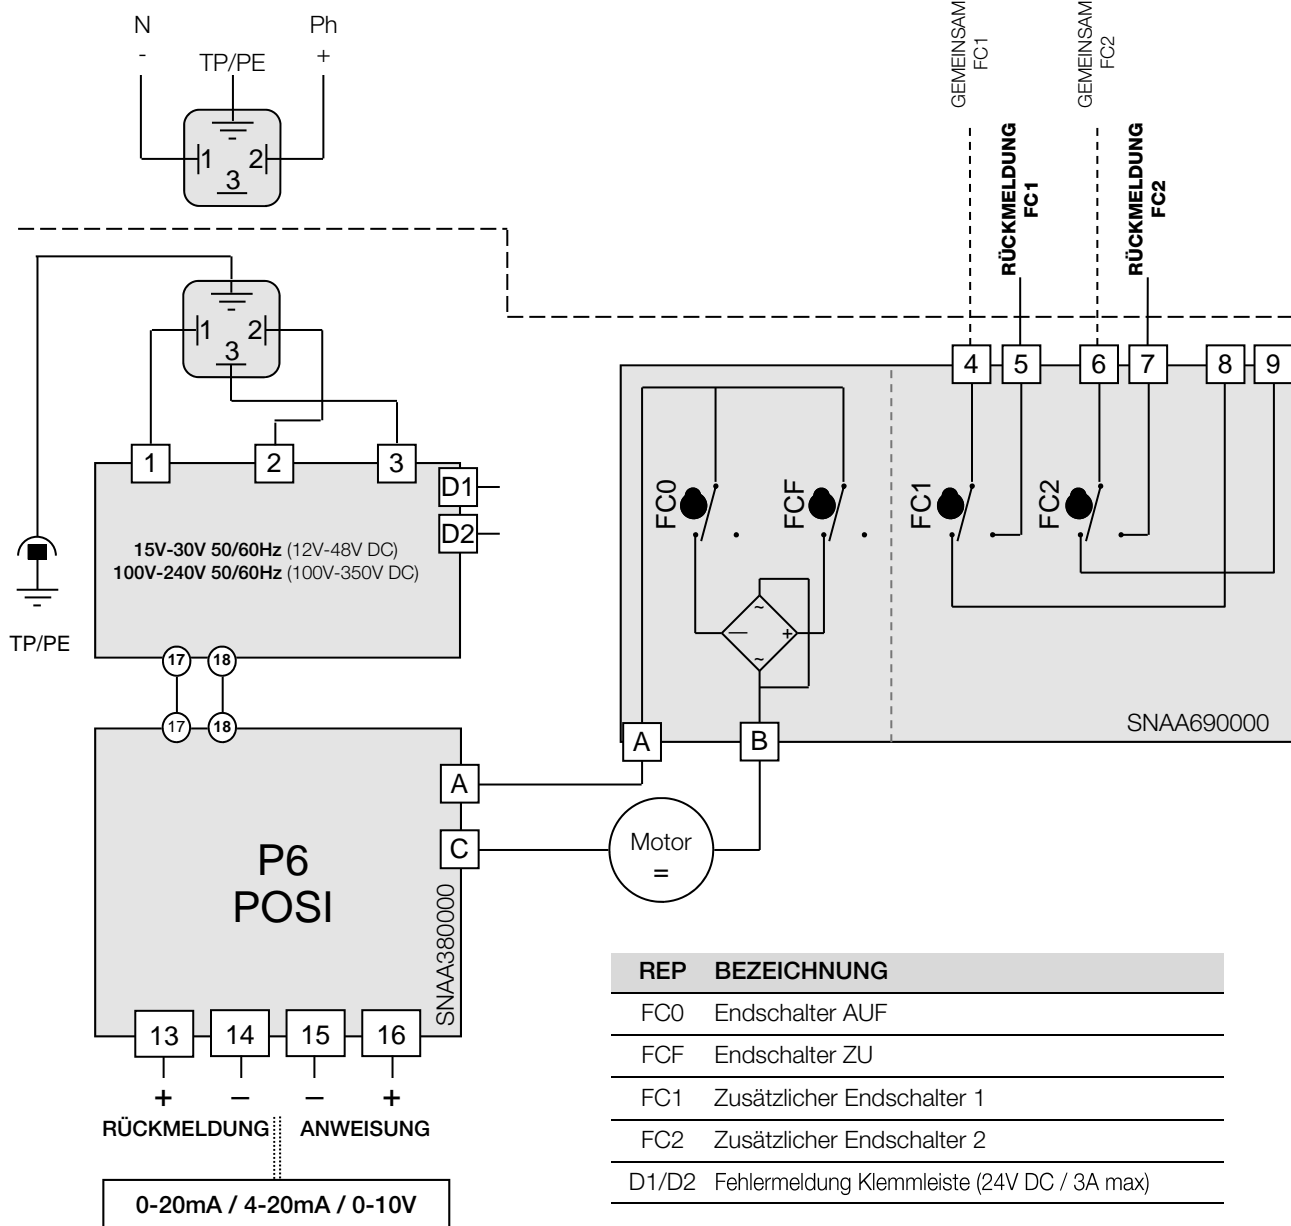 N
-
TP/PE
Ph
+
1
2
3
GEMEINSAM
FC1
RÜCKMELDUNG
FC1
GEMEINSAM
FC2
RÜCKMELDUNG
FC2
1
2
3
1
2
3
D1
D2
15V-30V 50/60Hz (12V-48V DC)
100V-240V 50/60Hz (100V-350V DC)
TP/PE
17
18
17
18
4
5
6
7
8
9
FC0
FCF
FC1
FC2
~
—
+
~
SNAA690000
A
B
A
C
Motor
=
P6
POSI
SNAA380000
13
14
15
16
+
–
–
+
RÜCKMELDUNG
ANWEISUNG
0-20mA / 4-20mA / 0-10V
REP BEZEICHNUNG
FC0 Endschalter AUF
FCF Endschalter ZU
FC1 Zusätzlicher Endschalter 1
FC2 Zusätzlicher Endschalter 2
D1/D2 Fehlermeldung Klemmleiste (24V DC / 3A max)